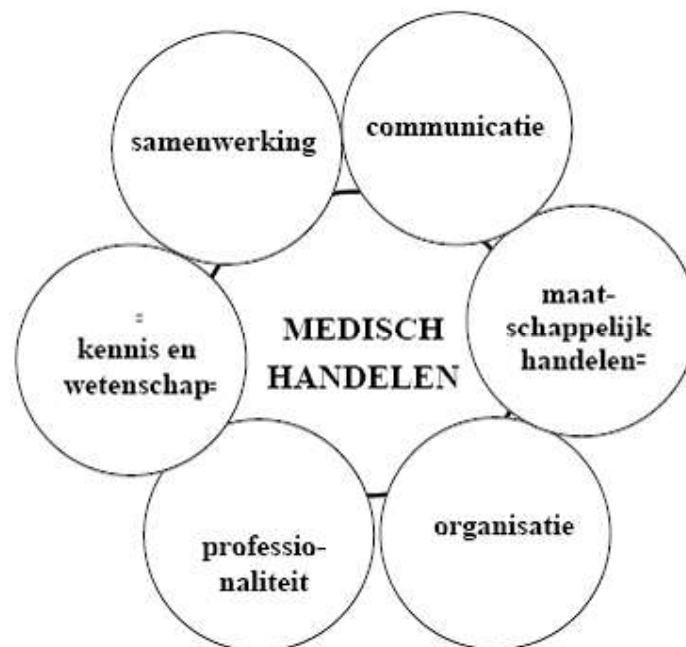 samenwerking
communicatie
maat-
schappelijk
handelen=
MEDISCH
HANDELEN
=
kennis en
wetenschap=
organisatie
professio-
naliteit